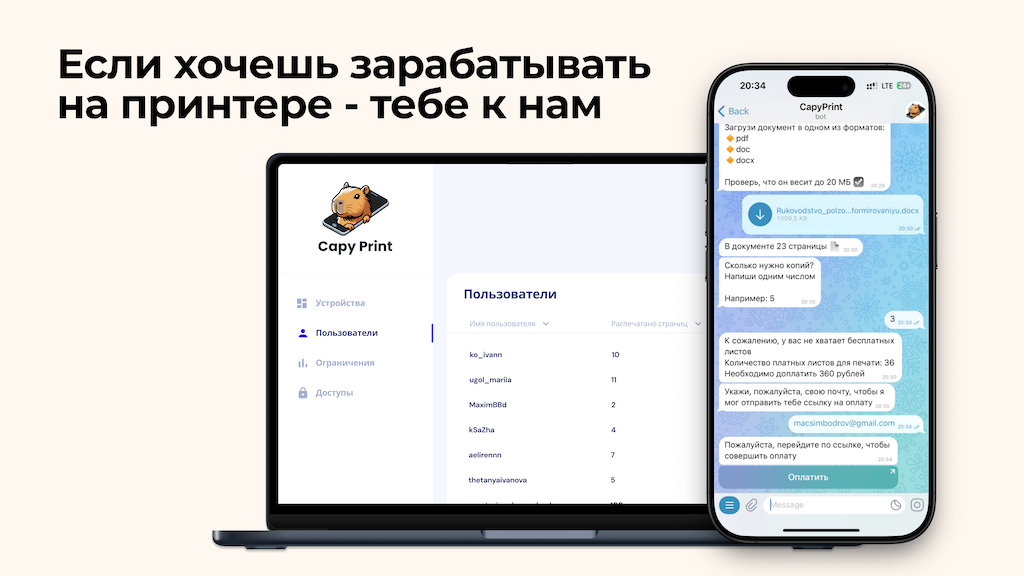 Если хочешь зарабатывать
на принтере - тебе к нам
Capy Print
Устройства
Пользователи
Ограничения
Доступы
Пользователи
Имя пользователя Распечатано страниц
ko_ivann 10
ugol_mariia 11
MaximBBd 2
kSaZha 4
aelirennn 7
thetanyaivanova 5
20:34 LTE 24+
Back
CapyPrint
bot
Загрузи документ в одном из форматов:
pdf
doc
docx
Проверь, что он весит до 20 МБ
20:29
Rukovodstvo_polzo...formirovaniyu.docx
1009,5 KB
20:30
В документе 23 страницы
20:30
Сколько нужно копий?
Напиши одним числом
Например: 5
20:30
3 20:30
К сожалению, у вас не хватает бесплатных
листов
Количество платных листов для печати: 36
Необходимо доплатить 360 рублей
20:30
Укажи, пожалуйста, свою почту, чтобы я
мог отправить тебе ссылку на оплату
20:30
macsimbodrov@gmail.com 20:34
Пожалуйста, перейдите по ссылке, чтобы
совершить оплату
20:34
Оплатить
Message